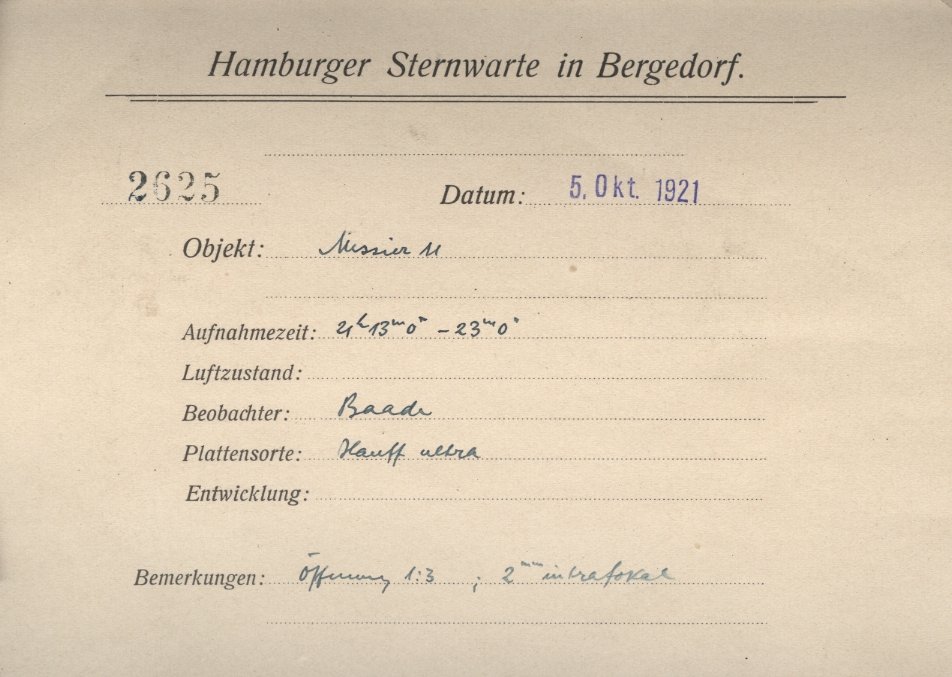 Hamburger Sternwarte in Bergedorf.
2625 Datum: 5. Okt. 1921
Objekt: Messier 11
Aufnahmezeit: 21ʰ13ᵐ0ˢ – 23ᵐ0ˢ
Luftzustand:
Beobachter: Baade
Plattensorte: Hauff ultra
Entwicklung:
Bemerkungen: Öffnung 1:3 ; 2ᵐᵐ intrafokal